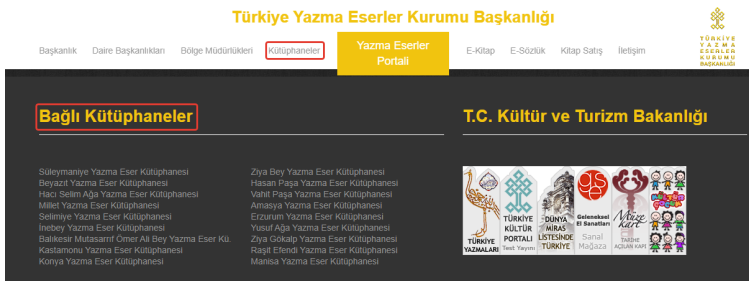 Türkiye Yazma Eserler Kurumu Başkanlığı
TÜRKİYE
YAZMA
ESERLER
KURUMU
BAŞKANLIĞI
Başkanlık Daire Başkanlıkları Bölge Müdürlükleri Kütüphaneler Yazma Eserler Portali E-Kitap E-Sözlük Kitap Satış İletişim
Bağlı Kütüphaneler
Süleymaniye Yazma Eser Kütüphanesi
Beyazıt Yazma Eser Kütüphanesi
Hacı Selim Ağa Yazma Eser Kütüphanesi
Millet Yazma Eser Kütüphanesi
Selimiye Yazma Eser Kütüphanesi
İnebey Yazma Eser Kütüphanesi
Balıkesir Mutasarrıf Ömer Ali Bey Yazma Eser Kü.
Kastamonu Yazma Eser Kütüphanesi
Konya Yazma Eser Kütüphanesi
Ziya Bey Yazma Eser Kütüphanesi
Hasan Paşa Yazma Eser Kütüphanesi
Vahit Paşa Yazma Eser Kütüphanesi
Amasya Yazma Eser Kütüphanesi
Erzurum Yazma Eser Kütüphanesi
Yusuf Ağa Yazma Eser Kütüphanesi
Ziya Gökalp Yazma Eser Kütüphanesi
Raşit Efendi Yazma Eser Kütüphanesi
Manisa Yazma Eser Kütüphanesi
T.C. Kültür ve Turizm Bakanlığı
TÜRKİYE
YAZMALARI
TÜRKİYE
KÜLTÜR
PORTALI
Test Yayını
DÜNYA
MİRAS
LİSTESİNDE
TÜRKİYE
ges
Geleneksel
El Sanatları
Sanal
Mağaza
Müze
kart
TARİHE
AÇILAN KAPI